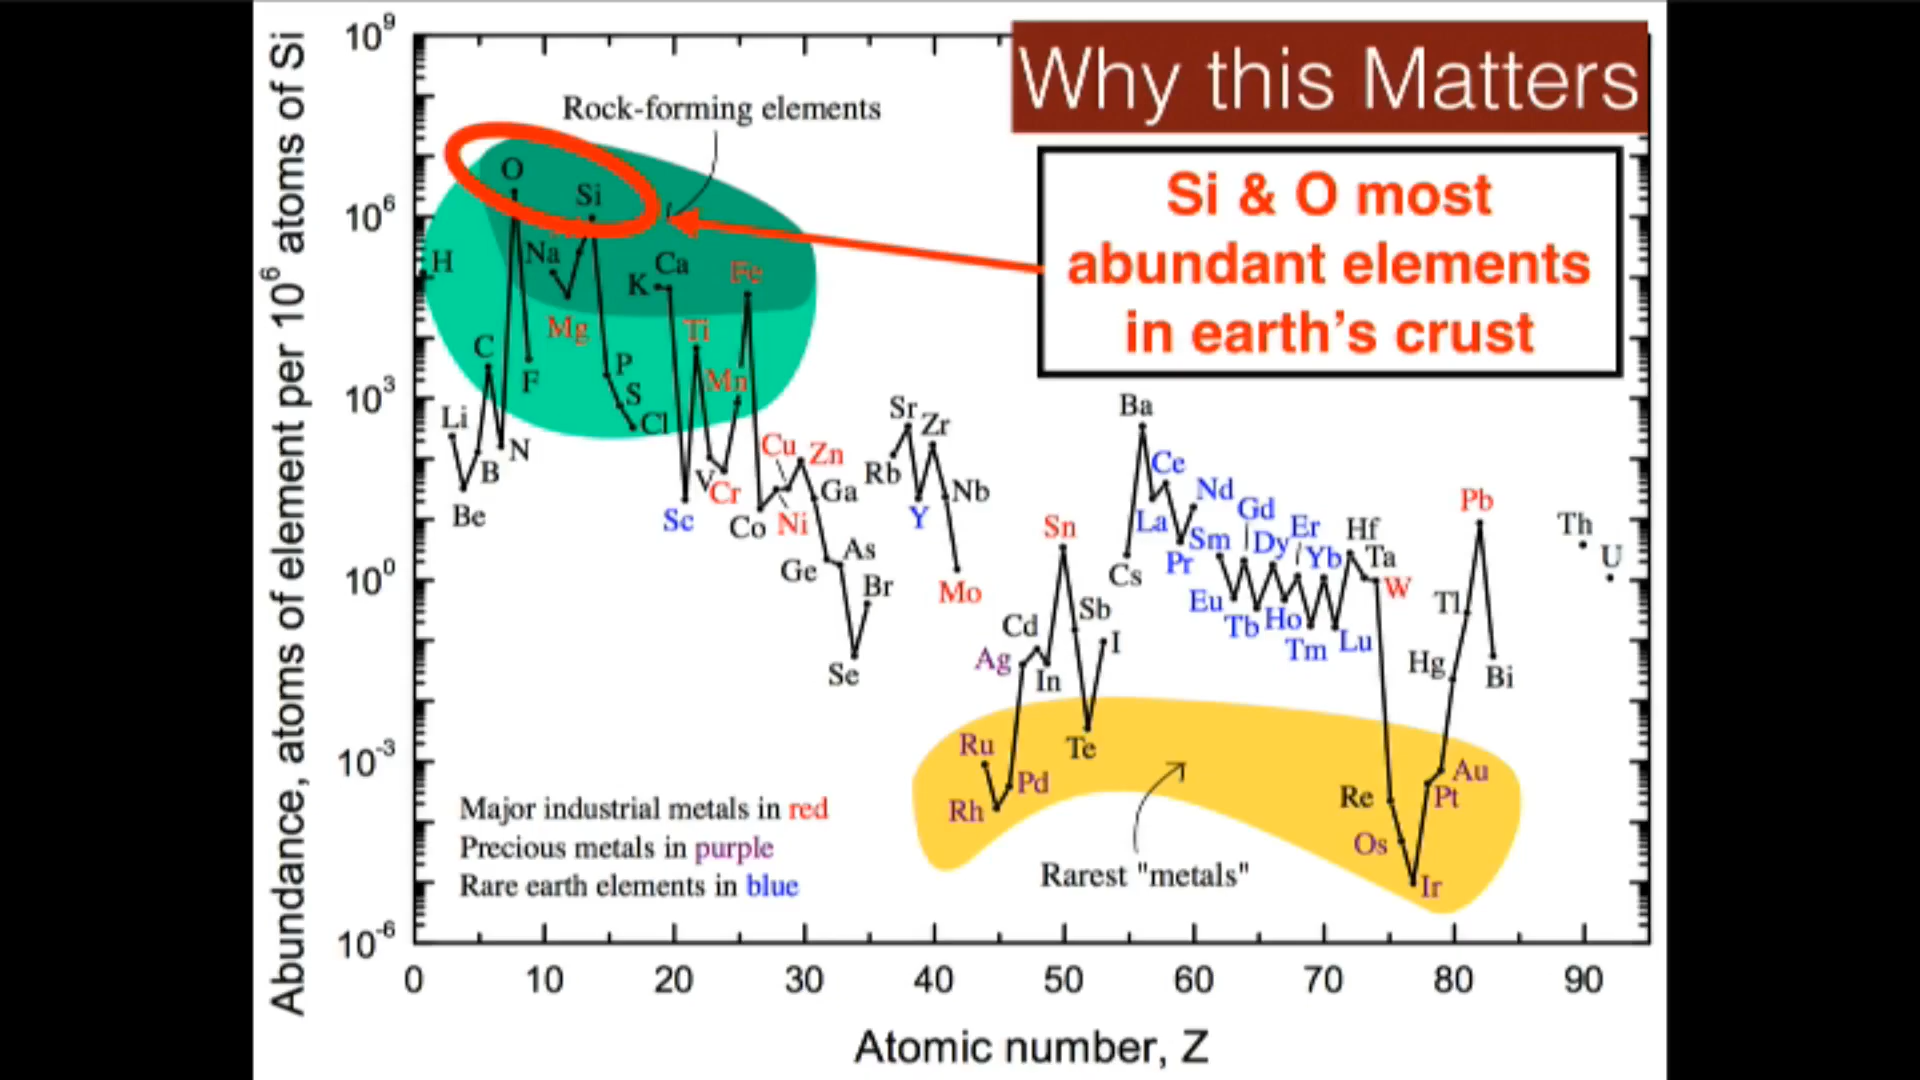 Why this Matters
Si & O most
abundant elements
in earth's crust
Rock-forming elements
Abundance, atoms of element per 10⁶ atoms of Si
10⁹
10⁶
10³
10⁰
10⁻³
10⁻⁶
O
Si
H
Na
Ca
K
Fe
Mg
Ti
C
P
F
Mn
S
Cl
Li
N
B
Be
V
Cr
Sc
Cu
Zn
Ga
Co
Ni
As
Ge
Br
Se
Sr
Zr
Rb
Nb
Y
Mo
Sn
Sb
Cd
Ag
In
I
Te
Ru
Rh
Pd
Ba
Ce
Cs
La
Nd
Pr
Sm
Gd
Eu
Dy
Tb
Er
Ho
Yb
Tm
Lu
Hf
Ta
W
Pb
Tl
Hg
Bi
Th
U
Re
Au
Pt
Os
Ir
Major industrial metals in red
Precious metals in purple
Rare earth elements in blue
Rarest "metals"
0 10 20 30 40 50 60 70 80 90
Atomic number, Z